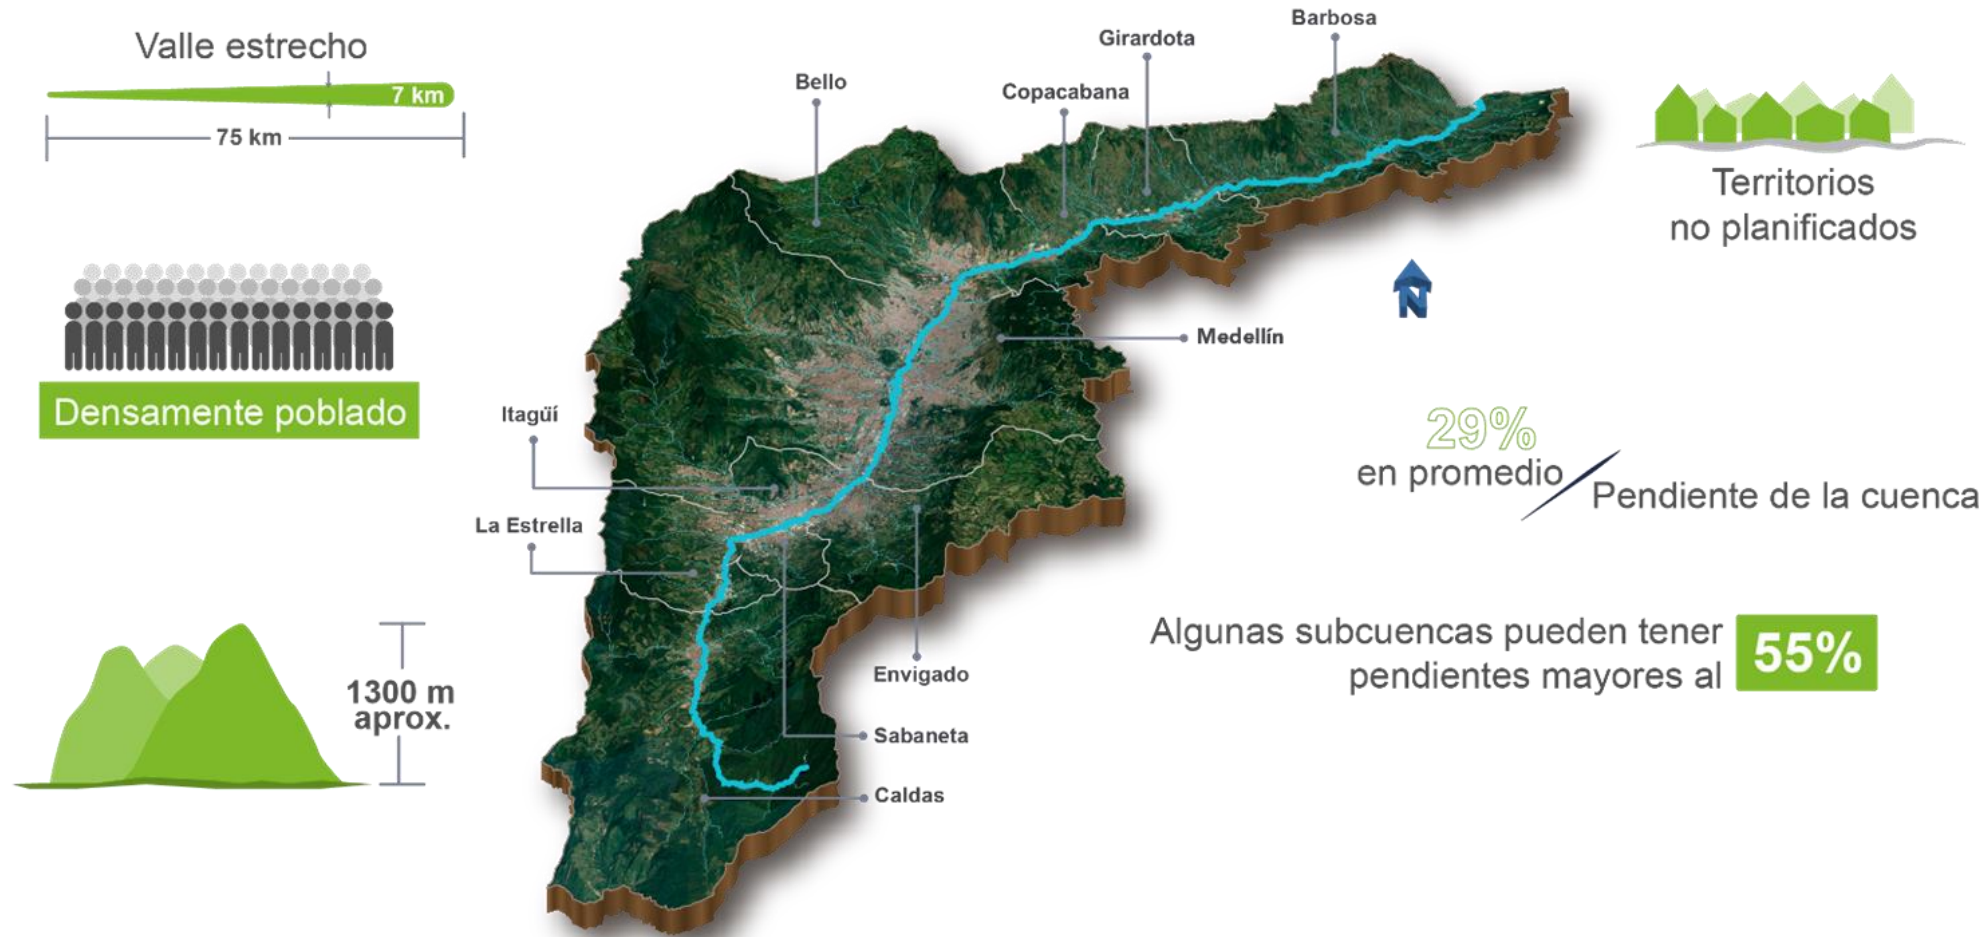 Valle estrecho
7 km
75 km
Densamente poblado
1300 m
aprox.
Barbosa
Girardota
Bello
Copacabana
Medellín
Itagüí
La Estrella
Envigado
Sabaneta
Caldas
N
Territorios
no planificados
29%
en promedio
Pendiente de la cuenca
Algunas subcuencas pueden tener
pendientes mayores al
55%